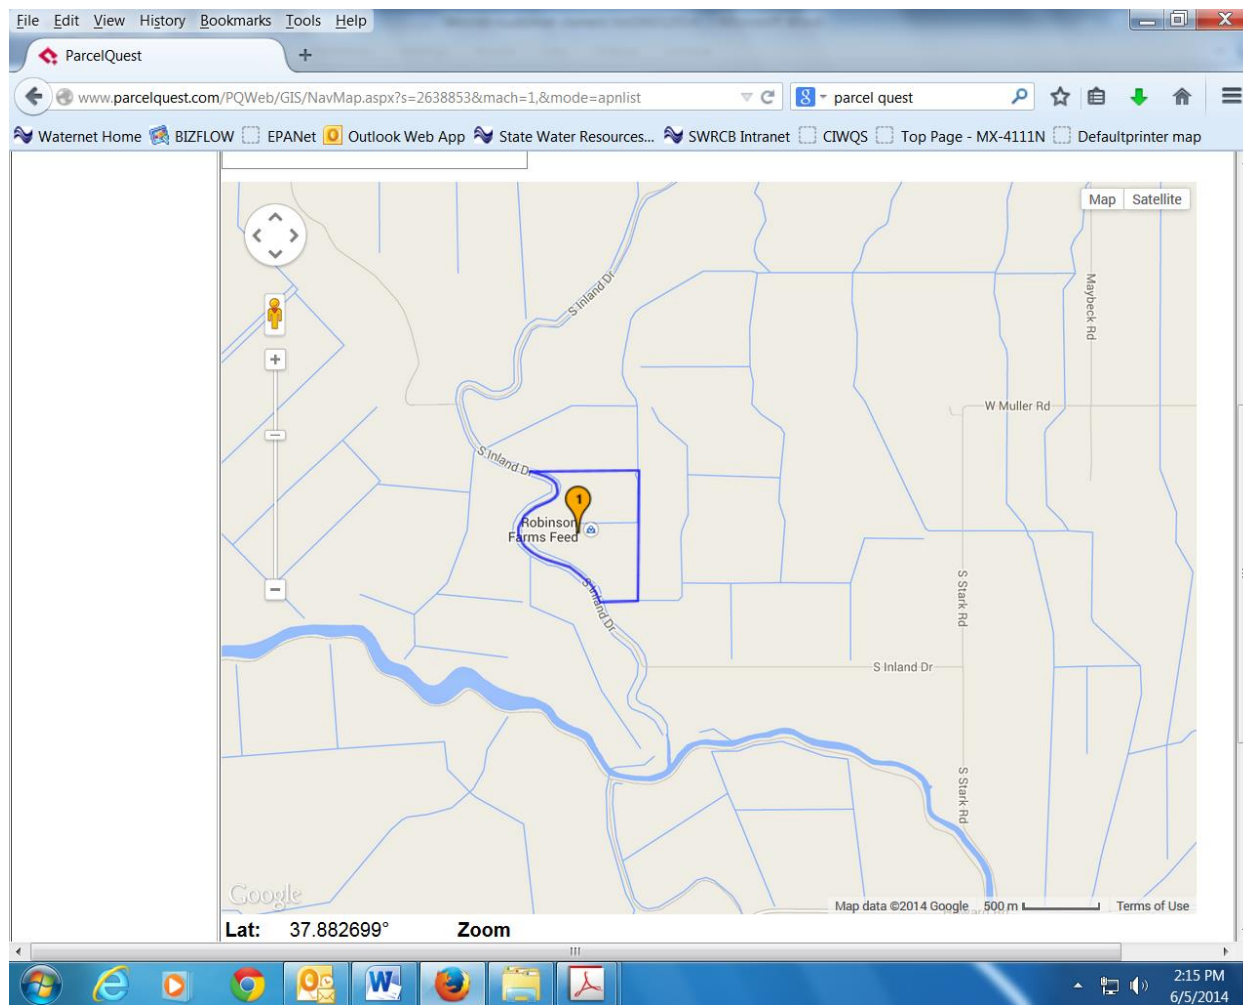 File Edit View History Bookmarks Tools Help
ParcelQuest
www.parcelquest.com/PQWeb/GIS/NavMap.aspx?s=2638853&mach=1,&mode=apnlist
parcel quest
Waternet Home BIZFLOW EPANet Outlook Web App State Water Resources... SWRCB Intranet CIWQS Top Page - MX-4111N Defaultprinter map
Map Satellite
S Inland Dr
Maybeck Rd
W Muller Rd
S Inland Dr
1
Robinson
Farms Feed
S Inland Dr
S Stark Rd
S Inland Dr
S Stark Rd
Google
Map data ©2014 Google 500 m Terms of Use
Lat: 37.882699° Zoom
2:15 PM
6/5/2014